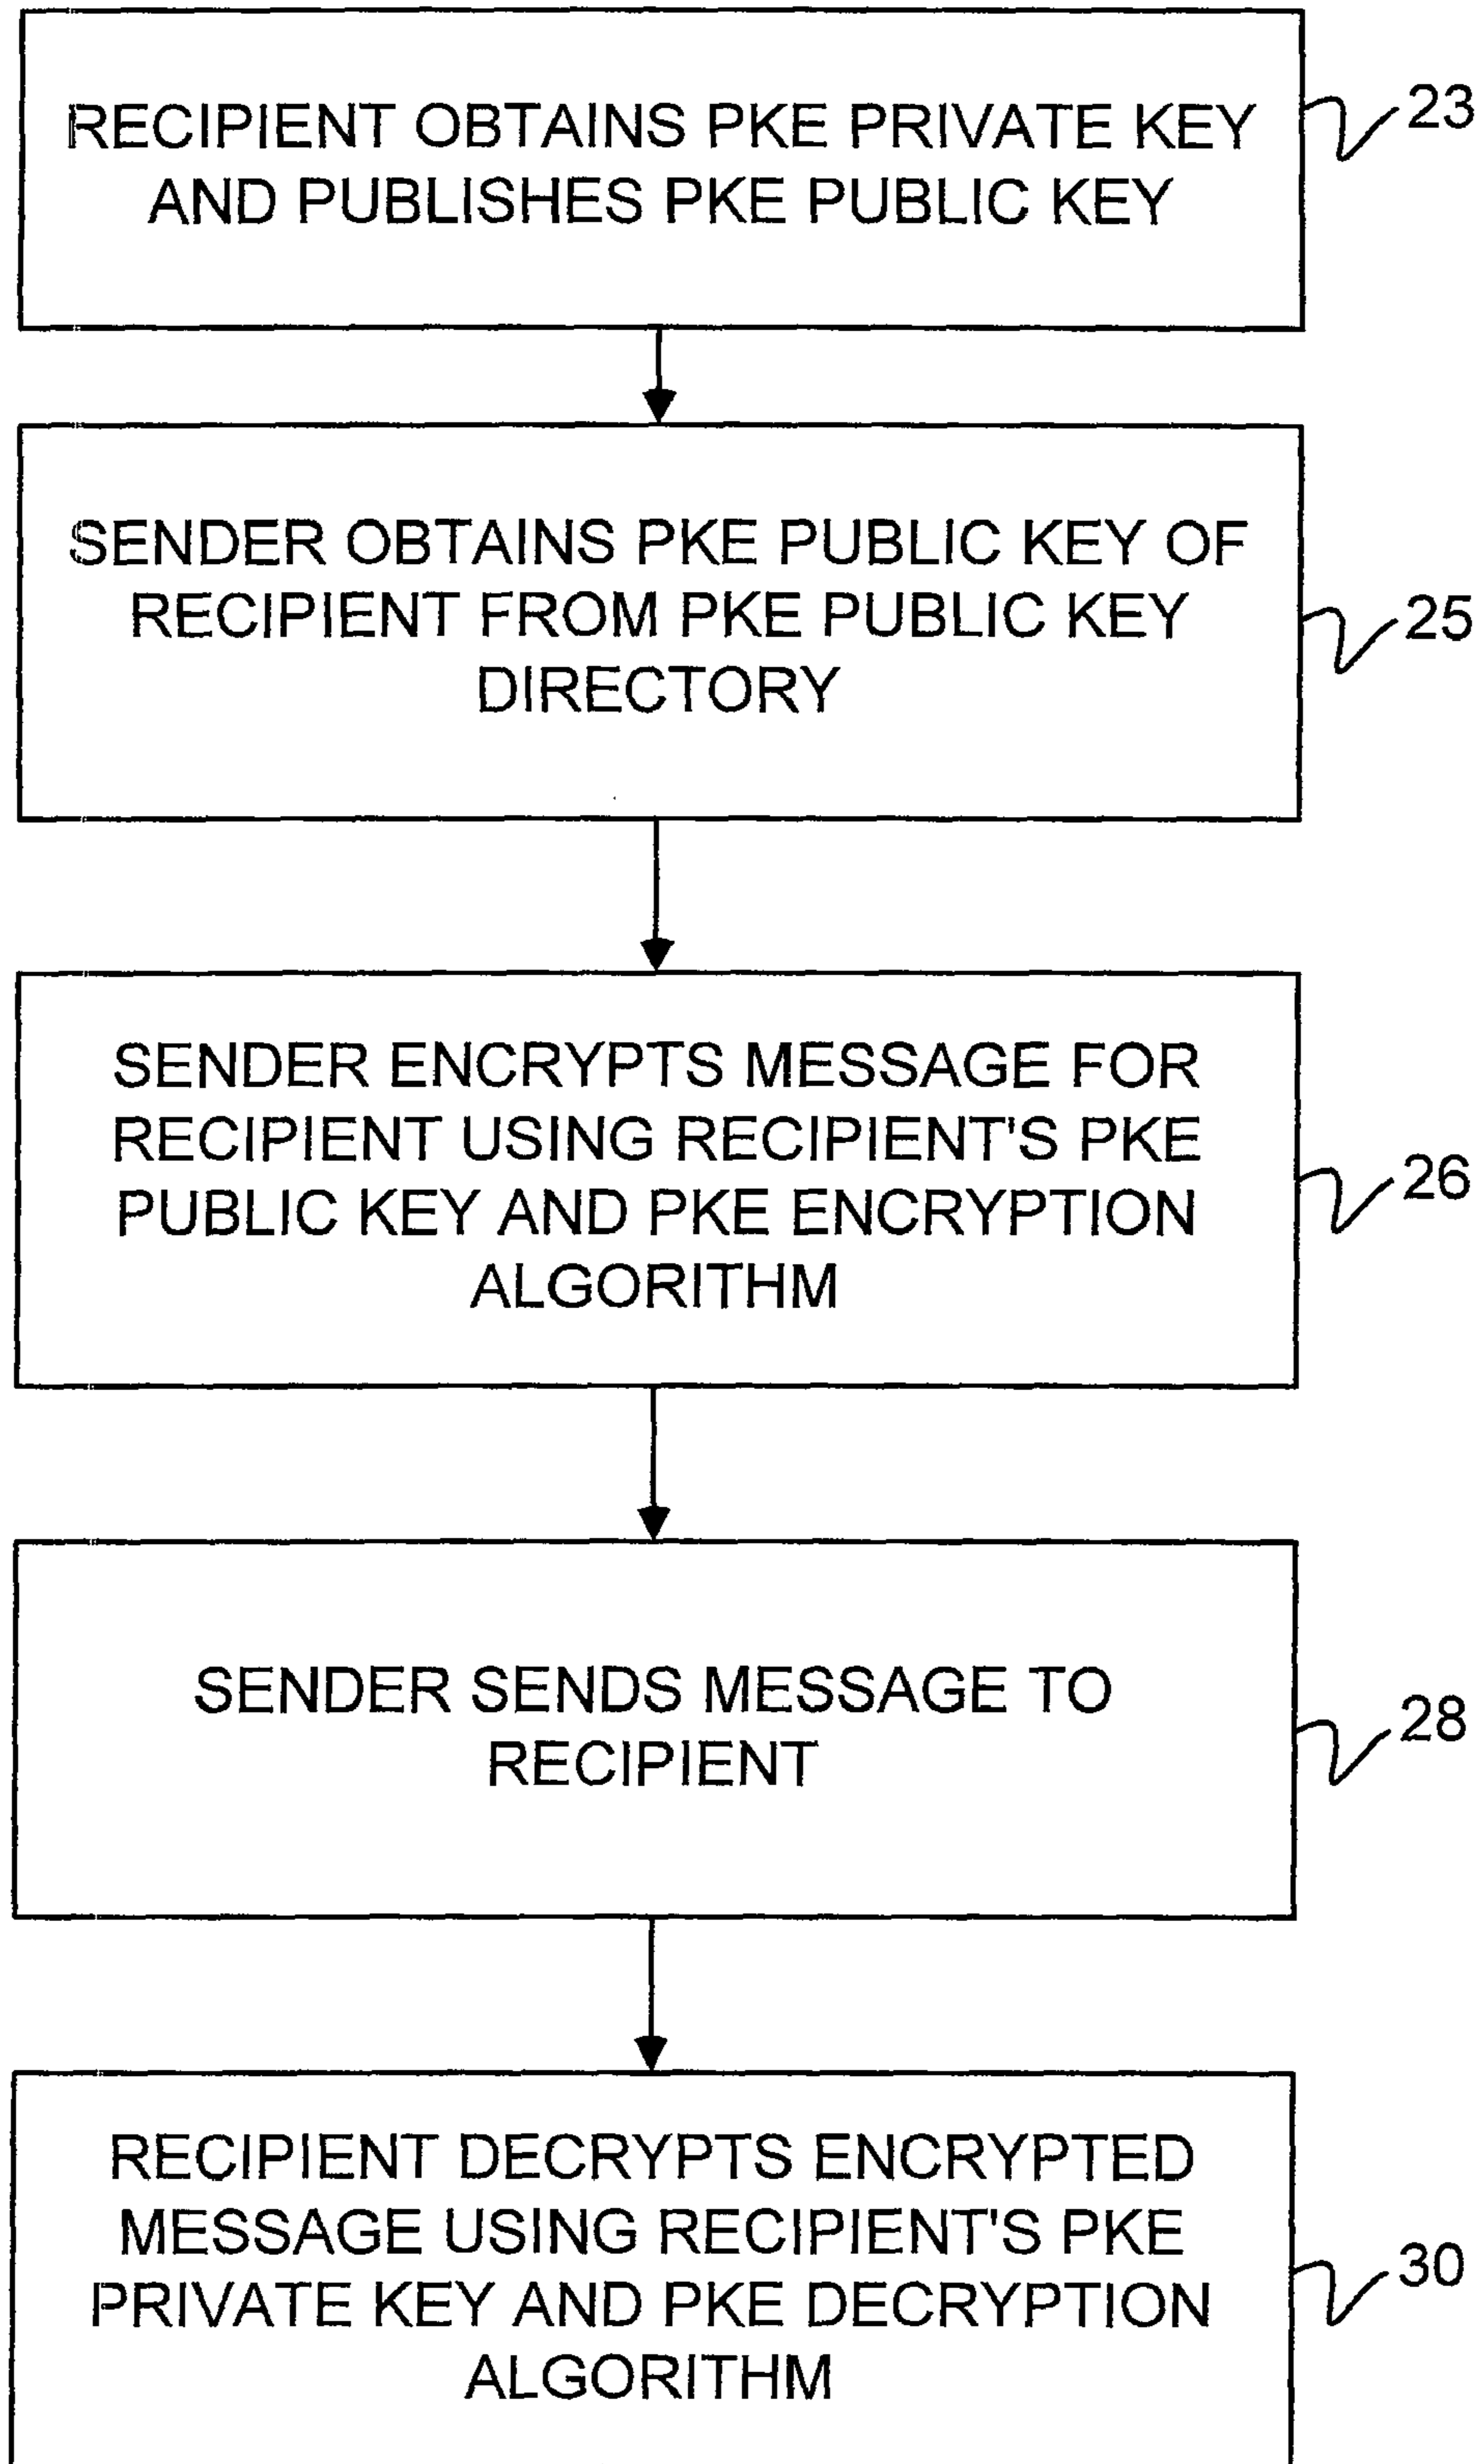 RECIPIENT OBTAINS PKE PRIVATE KEY
AND PUBLISHES PKE PUBLIC KEY
23
SENDER OBTAINS PKE PUBLIC KEY OF
RECIPIENT FROM PKE PUBLIC KEY
DIRECTORY
25
SENDER ENCRYPTS MESSAGE FOR
RECIPIENT USING RECIPIENT'S PKE
PUBLIC KEY AND PKE ENCRYPTION
ALGORITHM
26
SENDER SENDS MESSAGE TO
RECIPIENT
28
RECIPIENT DECRYPTS ENCRYPTED
MESSAGE USING RECIPIENT'S PKE
PRIVATE KEY AND PKE DECRYPTION
ALGORITHM
30